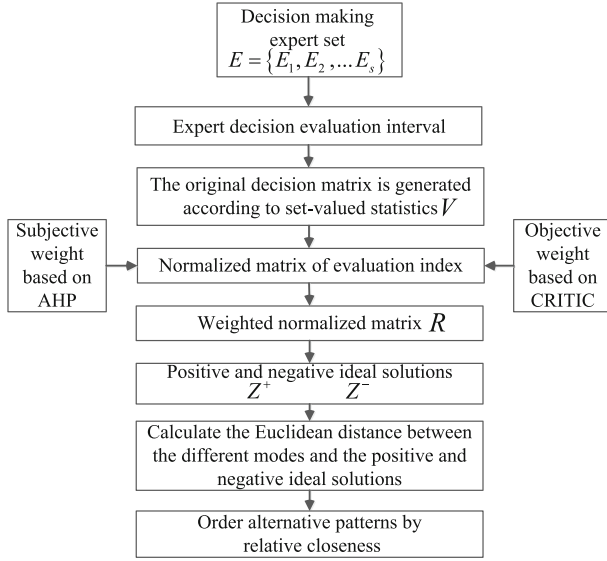 Decision making
expert set
E = {E₁, E₂ ,... Eₛ}
Expert decision evaluation interval
The original decision matrix is generated
according to set-valued statistics V
Subjective
weight
based on
AHP
Normalized matrix of evaluation index
Objective
weight
based on
CRITIC
Weighted normalized matrix R
Positive and negative ideal solutions
Z⁺ Z⁻
Calculate the Euclidean distance between
the different modes and the positive and
negative ideal solutions
Order alternative patterns by
relative closeness